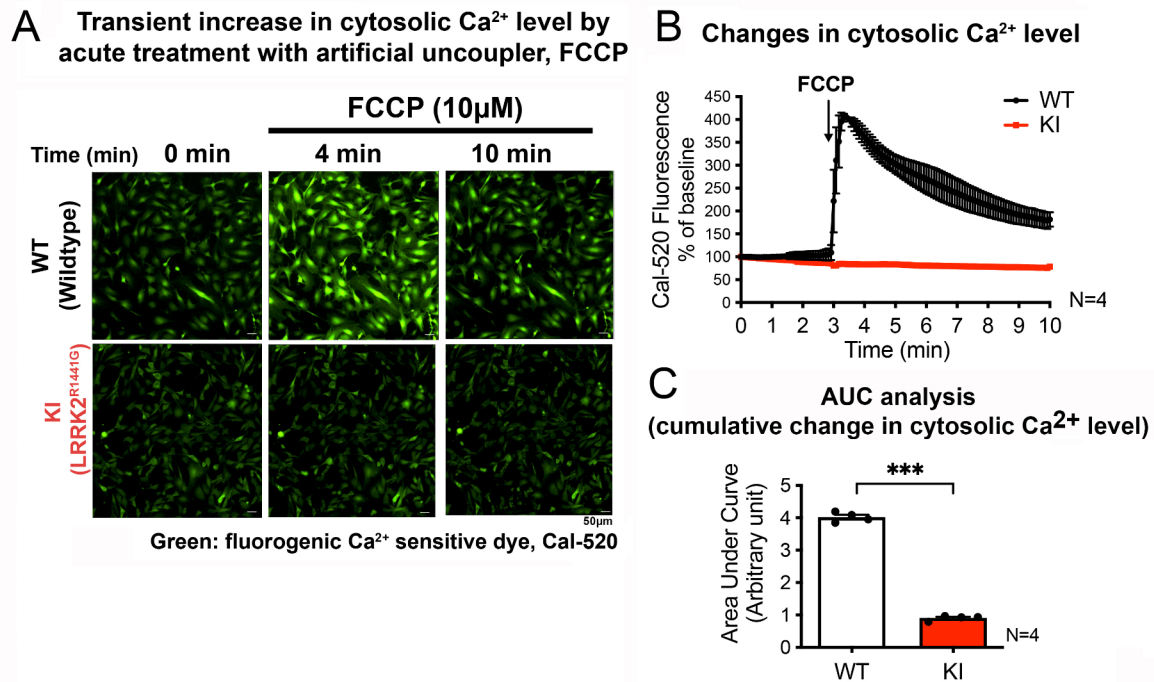 A
Transient increase in cytosolic Ca²⁺ level by
acute treatment with artificial uncoupler, FCCP
FCCP (10µM)
Time (min) 0 min 4 min 10 min
WT
(Wildtype)
KI
(LRRK2ᴿ¹⁴⁴¹ᴳ)
50µm
Green: fluorogenic Ca²⁺ sensitive dye, Cal-520
B
Changes in cytosolic Ca²⁺ level
FCCP
WT
KI
Cal-520 Fluorescence
% of baseline
450
400
350
300
250
200
150
100
50
0
0 1 2 3 4 5 6 7 8 9 10
Time (min)
N=4
C
AUC analysis
(cumulative change in cytosolic Ca²⁺ level)
***
Area Under Curve
(Arbitrary unit)
5
4
3
2
1
0
WT KI
N=4